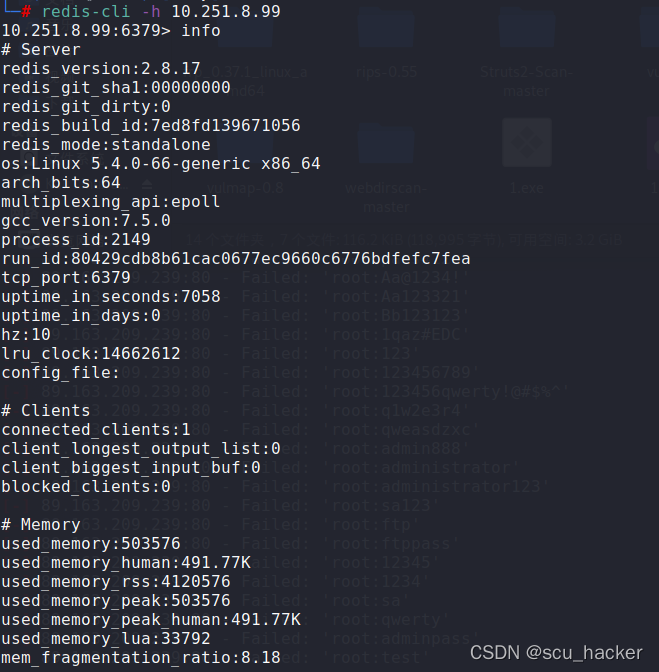 └─# redis-cli -h 10.251.8.99
10.251.8.99:6379> info
# Server
redis_version:2.8.17
redis_git_sha1:00000000
redis_git_dirty:0
redis_build_id:7ed8fd139671056
redis_mode:standalone
os:Linux 5.4.0-66-generic x86_64
arch_bits:64
multiplexing_api:epoll
gcc_version:7.5.0
process_id:2149
run_id:80429cdb8b61cac0677ec9660c6776bdfefc7fea
tcp_port:6379
uptime_in_seconds:7058
uptime_in_days:0
hz:10
lru_clock:14662612
config_file:

# Clients
connected_clients:1
client_longest_output_list:0
client_biggest_input_buf:0
blocked_clients:0

# Memory
used_memory:503576
used_memory_human:491.77K
used_memory_rss:4120576
used_memory_peak:503576
used_memory_peak_human:491.77K
used_memory_lua:33792
mem_fragmentation_ratio:8.18
CSDN @scu_hacker